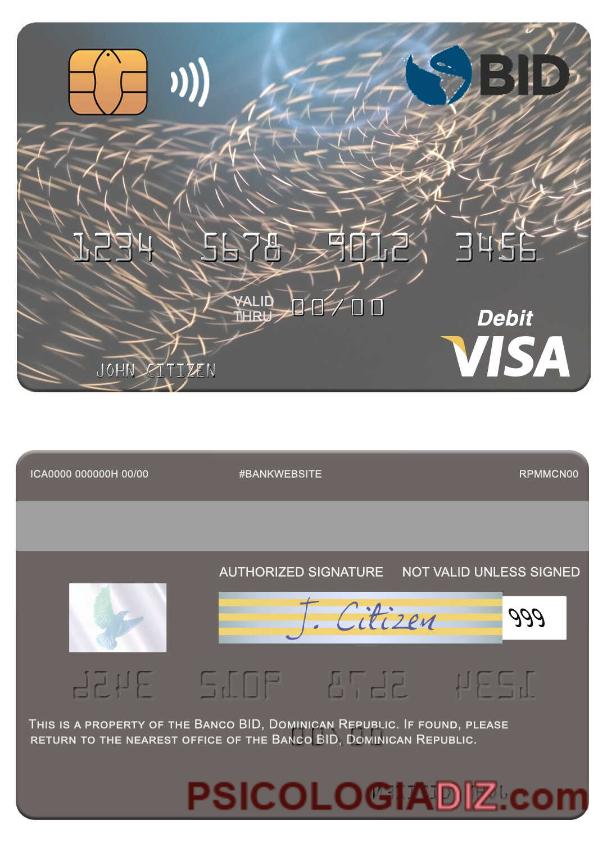 BID
1234 5678 9012 3456
VALID THRU 00/00
Debit
VISA
JOHN CITIZEN
ICA0000 000000H 00/00 #BANKWEBSITE RPMMCN00
AUTHORIZED SIGNATURE NOT VALID UNLESS SIGNED
J. Citizen 999
THIS IS A PROPERTY OF THE BANCO BID, DOMINICAN REPUBLIC. IF FOUND, PLEASE
RETURN TO THE NEAREST OFFICE OF THE BANCO BID, DOMINICAN REPUBLIC.
PSICOLOGIADIZ.com